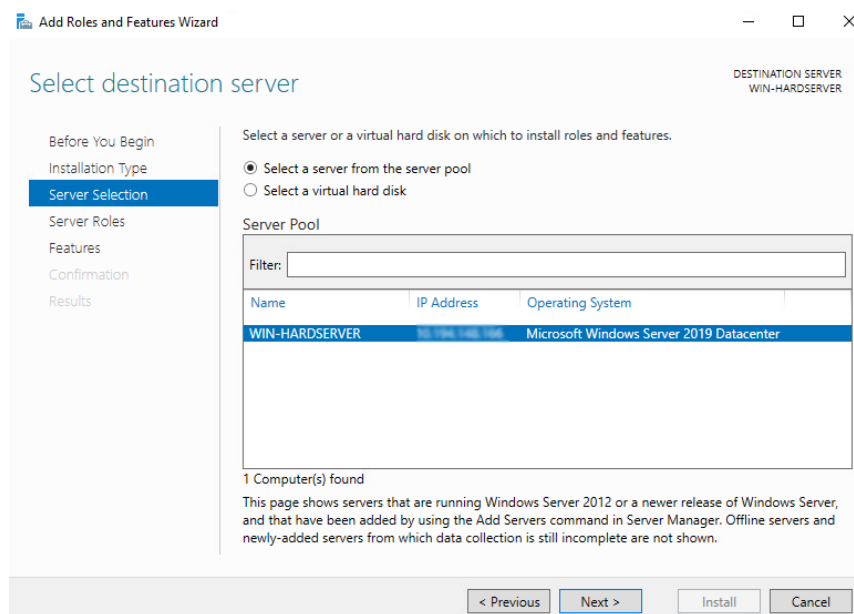 Add Roles and Features Wizard
Select destination server
DESTINATION SERVER
WIN-HARDSERVER
Before You Begin
Installation Type
Server Selection
Server Roles
Features
Confirmation
Results
Select a server or a virtual hard disk on which to install roles and features.
Select a server from the server pool
Select a virtual hard disk
Server Pool
Filter:
Name IP Address Operating System
WIN-HARDSERVER Microsoft Windows Server 2019 Datacenter
1 Computer(s) found
This page shows servers that are running Windows Server 2012 or a newer release of Windows Server,
and that have been added by using the Add Servers command in Server Manager. Offline servers and
newly-added servers from which data collection is still incomplete are not shown.
< Previous Next > Install Cancel